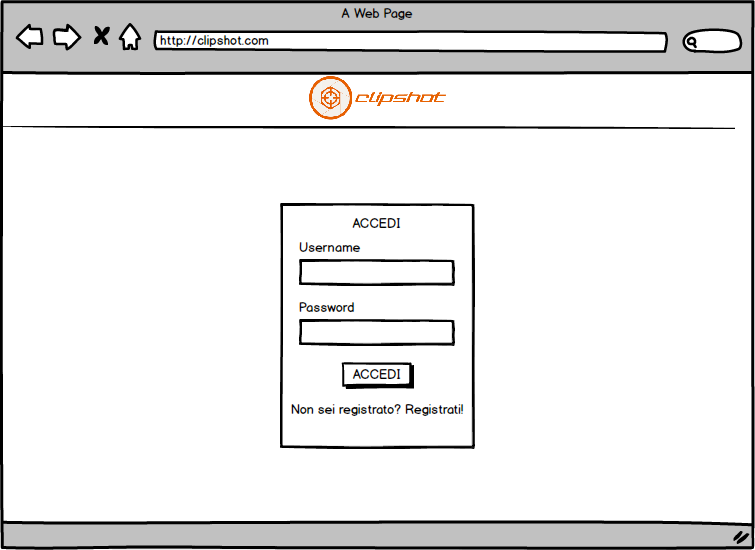 A Web Page
http://clipshot.com
clipshot
ACCEDI
Username
Password
ACCEDI
Non sei registrato? Registrati!